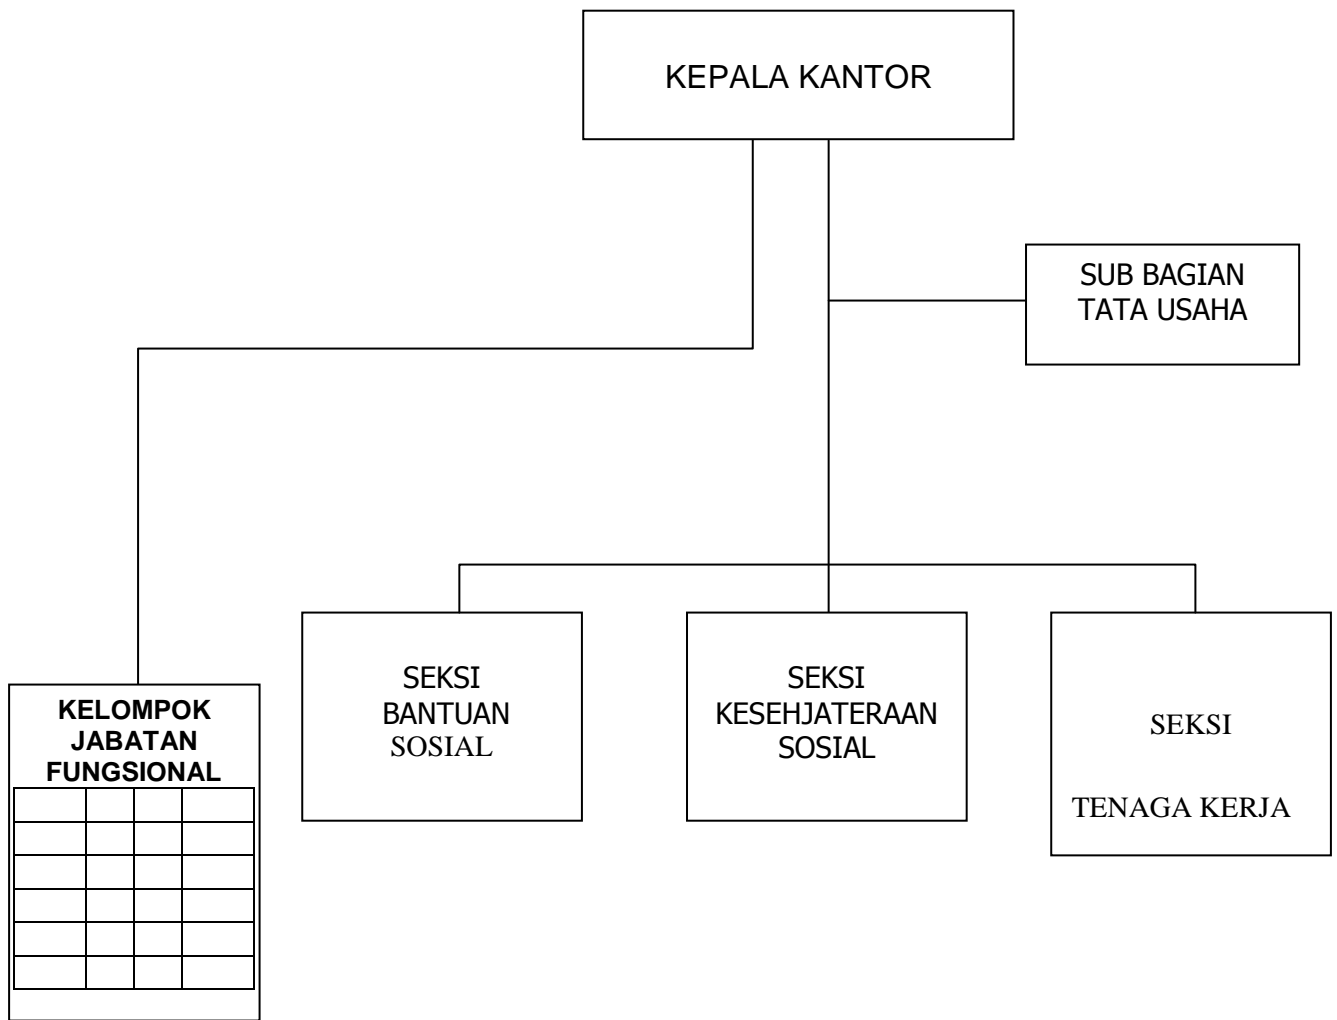 KEPALA KANTOR
SUB BAGIAN
TATA USAHA
KELOMPOK
JABATAN
FUNGSIONAL
SEKSI
BANTUAN
SOSIAL
SEKSI
KESEHJATERAAN
SOSIAL
SEKSI
TENAGA KERJA